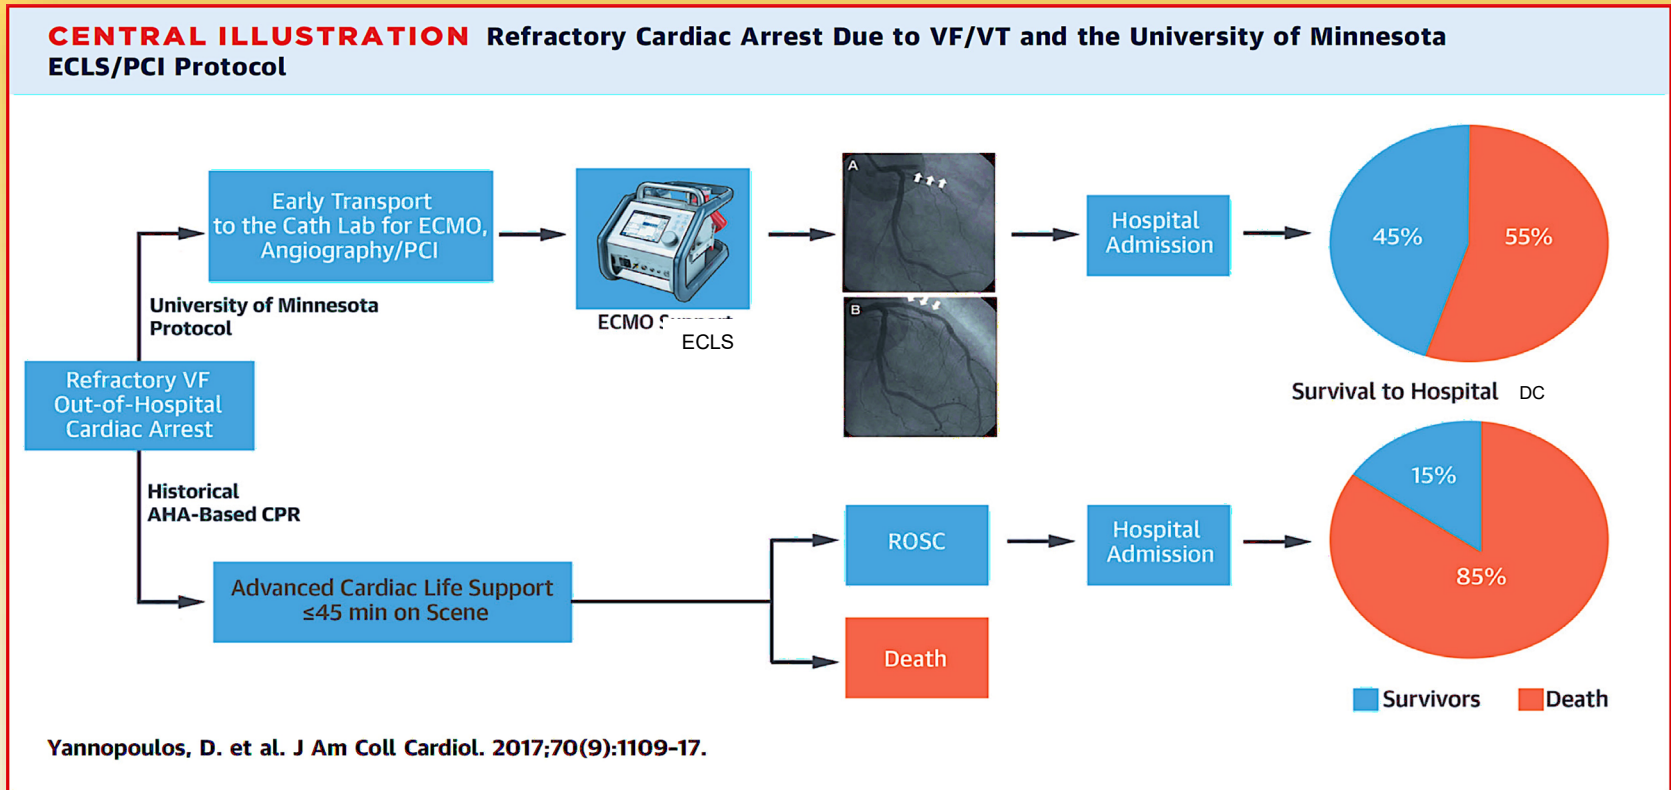 CENTRAL ILLUSTRATION Refractory Cardiac Arrest Due to VF/VT and the University of Minnesota
ECLS/PCI Protocol
Early Transport
to the Cath Lab for ECMO,
Angiography/PCI
University of Minnesota
Protocol
ECMO
ECLS
A
B
Hospital
Admission
45%
55%
Survival to Hospital DC
Refractory VF
Out-of-Hospital
Cardiac Arrest
Historical
AHA-Based CPR
Advanced Cardiac Life Support
≤45 min on Scene
ROSC
Death
Hospital
Admission
15%
85%
Survivors
Death
Yannopoulos, D. et al. J Am Coll Cardiol. 2017;70(9):1109–17.